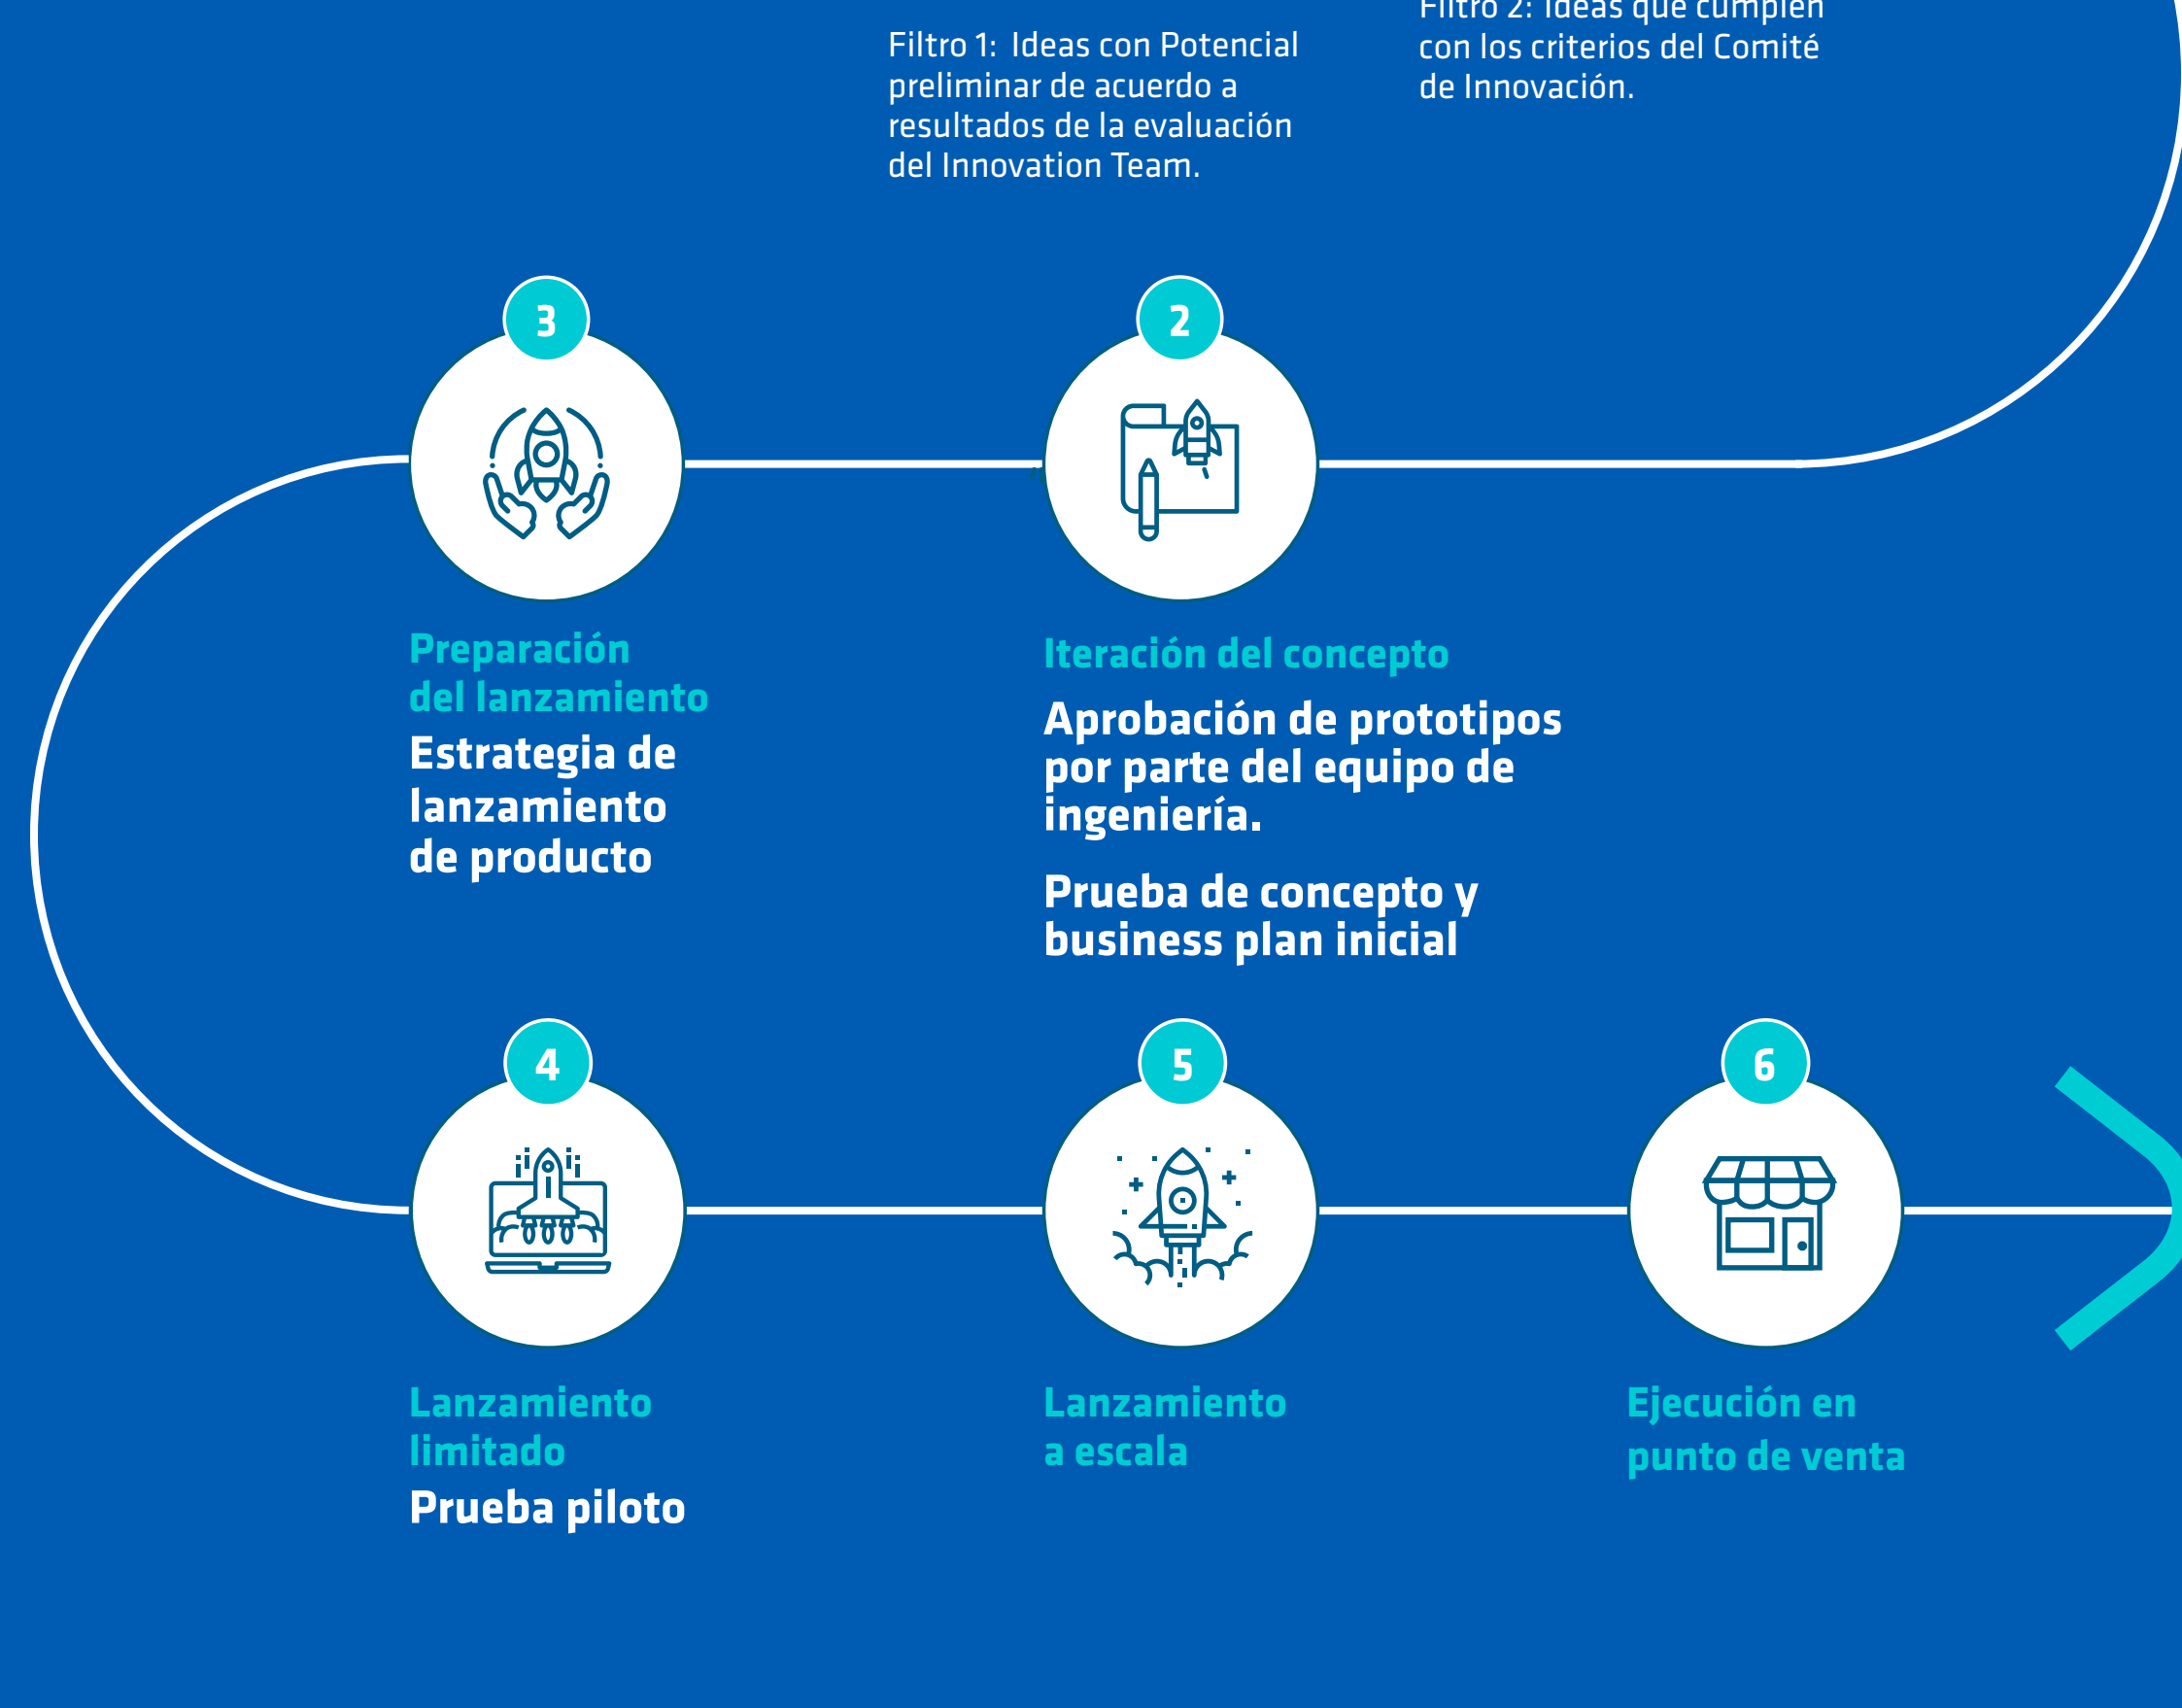 Filtro 1: Ideas con Potencial
preliminar de acuerdo a
resultados de la evaluación
del Innovation Team.
Filtro 2: Ideas que cumplen
con los criterios del Comité
de Innovación.
3
Preparación
del lanzamiento
Estrategia de
lanzamiento
de producto
2
Iteración del concepto
Aprobación de prototipos
por parte del equipo de
ingeniería.
Prueba de concepto y
business plan inicial
4
Lanzamiento
limitado
Prueba piloto
5
Lanzamiento
a escala
6
Ejecución en
punto de venta